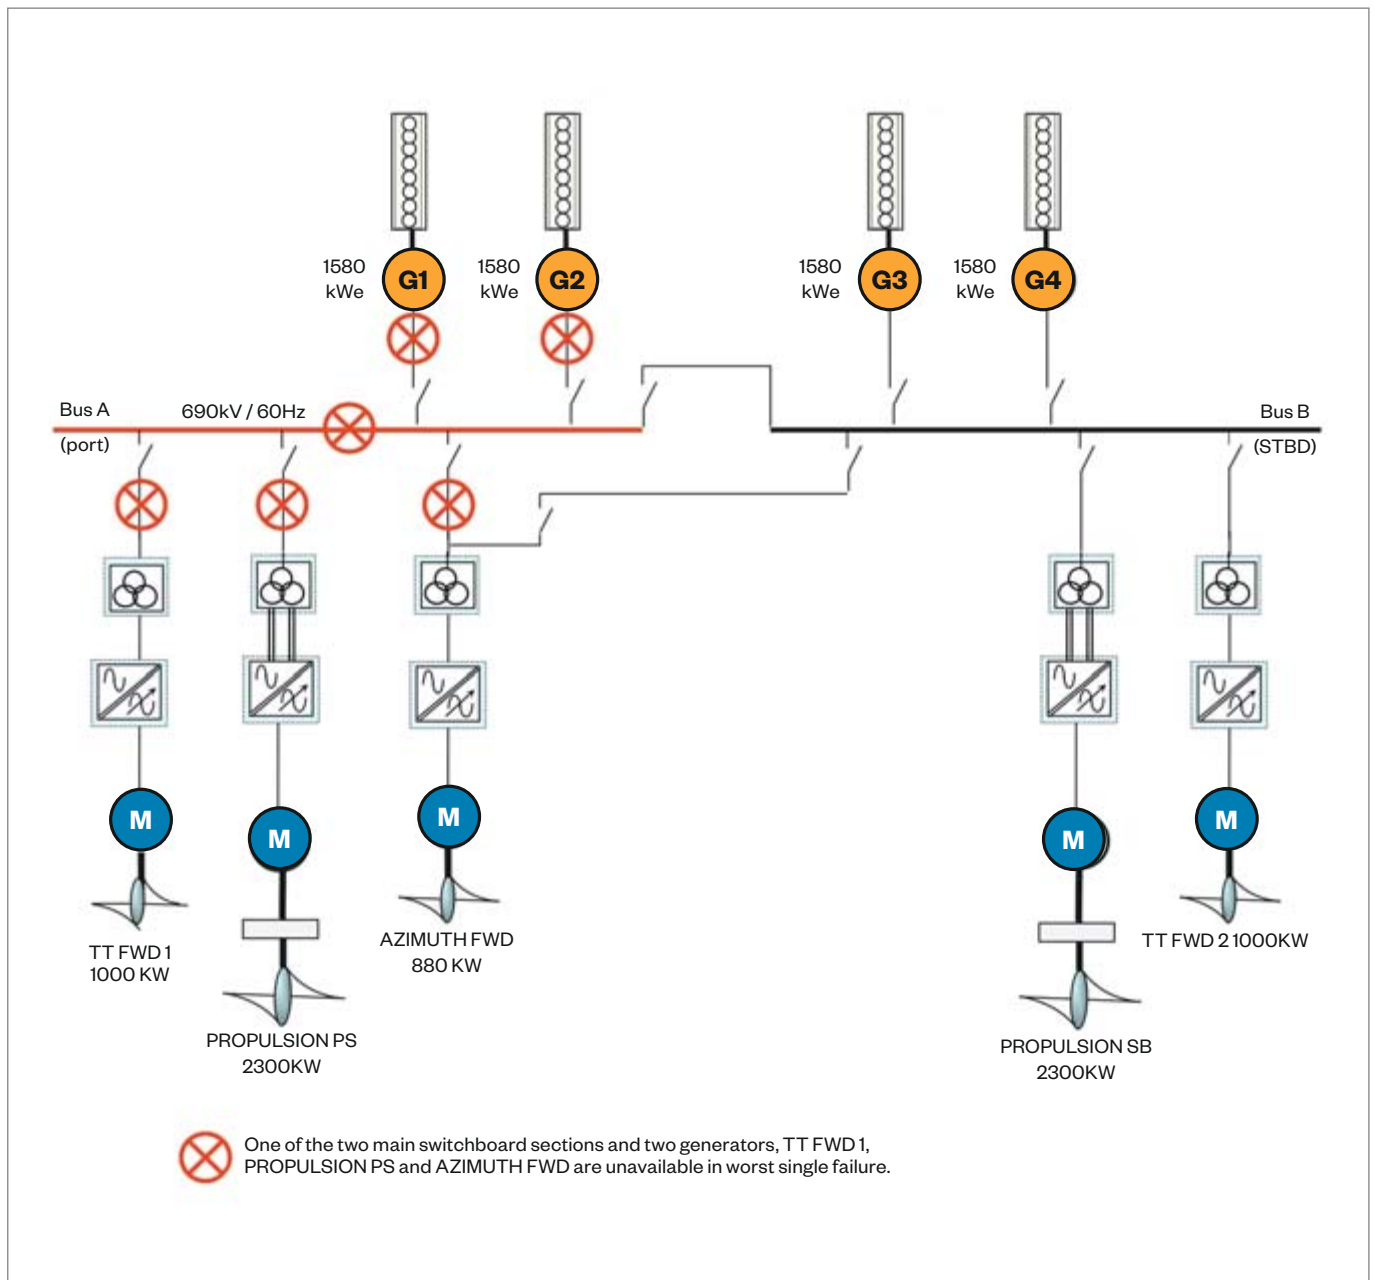 1580
kWe
G1
1580
kWe
G2
1580
kWe
G3
1580
kWe
G4
Bus A
(port)
690kV / 60Hz
Bus B
(STBD)
M
M
M
M
M
TT FWD 1
1000 KW
PROPULSION PS
2300KW
AZIMUTH FWD
880 KW
PROPULSION SB
2300KW
TT FWD 2 1000KW
One of the two main switchboard sections and two generators, TT FWD 1,
PROPULSION PS and AZIMUTH FWD are unavailable in worst single failure.